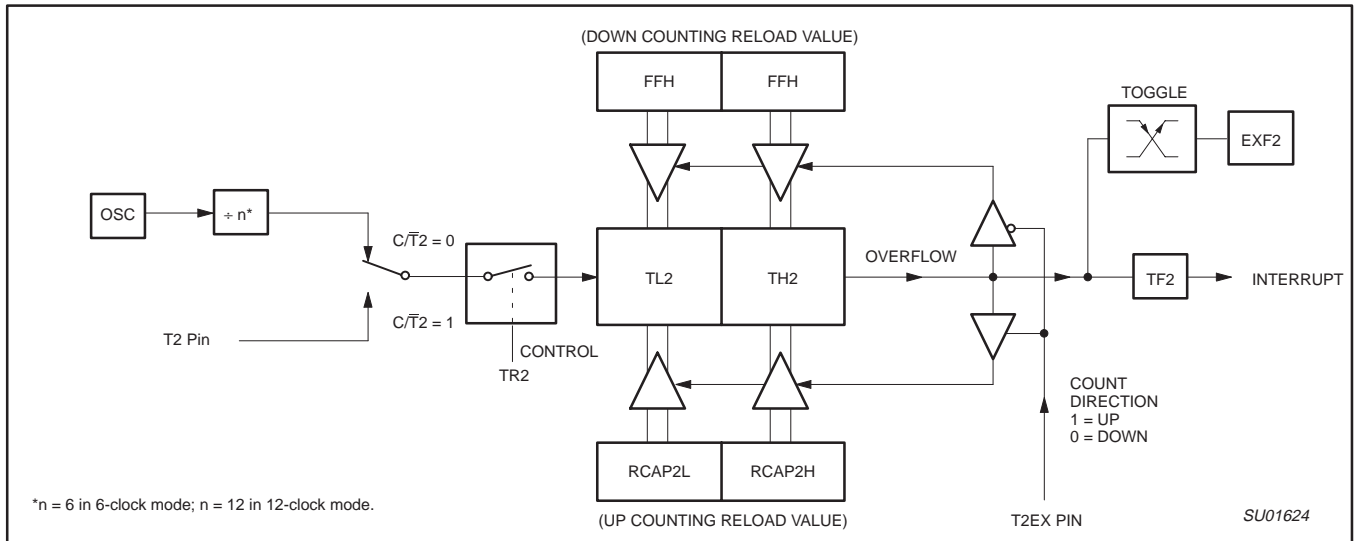 (DOWN COUNTING RELOAD VALUE)
FFH FFH
TOGGLE
EXF2
OSC
÷ n*
C/T̅2 = 0
TL2 TH2
OVERFLOW
TF2
INTERRUPT
T2 Pin
C/T̅2 = 1
CONTROL
TR2
COUNT
DIRECTION
1 = UP
0 = DOWN
RCAP2L RCAP2H
*n = 6 in 6-clock mode; n = 12 in 12-clock mode.
(UP COUNTING RELOAD VALUE)
T2EX PIN
SU01624